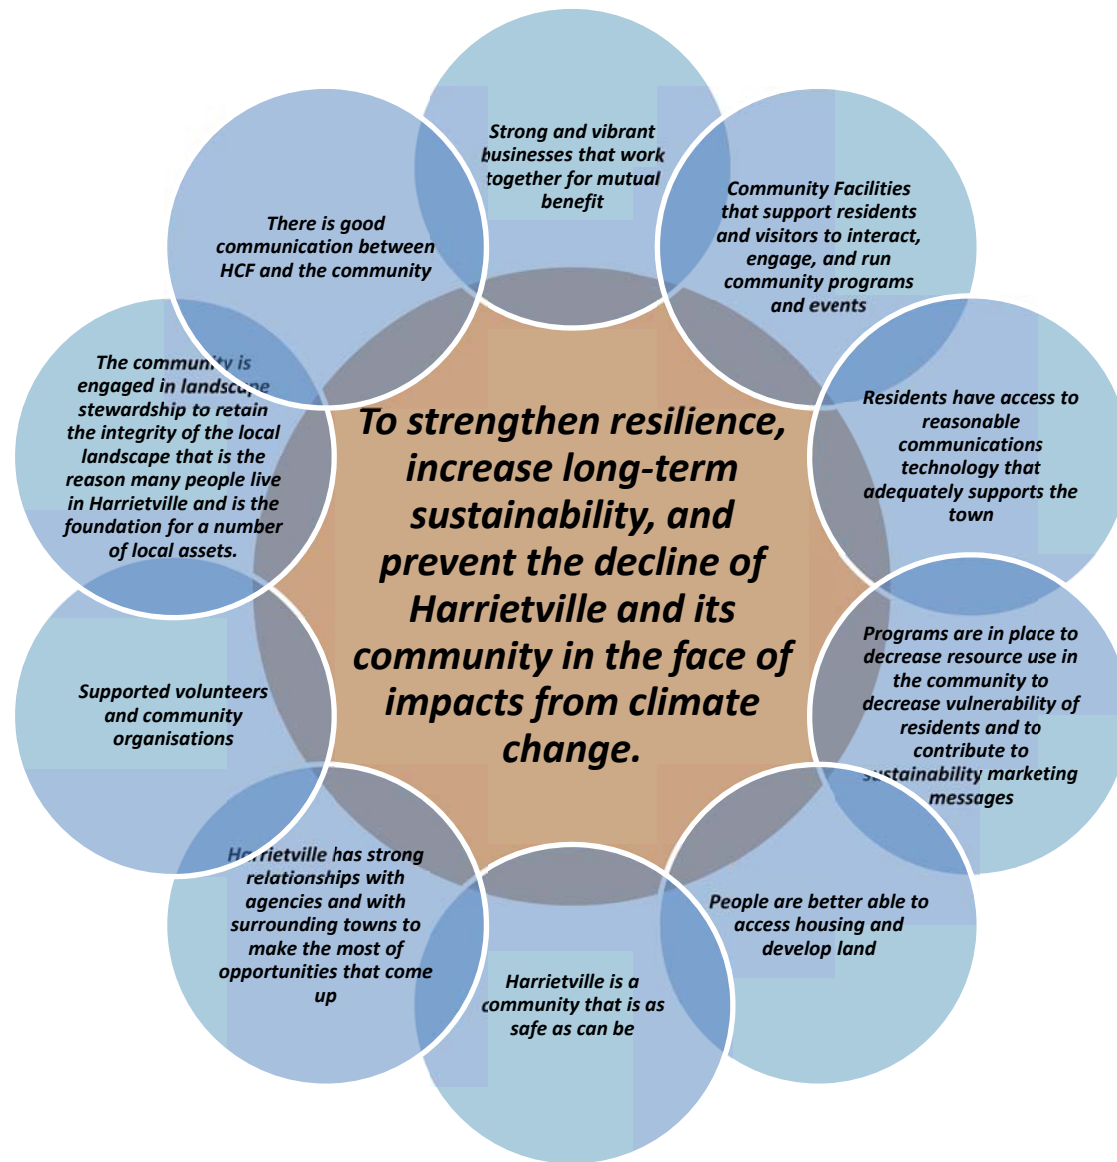 Strong and vibrant
businesses that work
together for mutual
benefit
Community Facilities
that support residents
and visitors to interact,
engage, and run
community programs
and events
Residents have access to
reasonable
communications
technology that
adequately supports the
town
Programs are in place to
decrease resource use in
the community to
decrease vulnerability of
residents and to
contribute to
sustainability marketing
messages
People are better able to
access housing and
develop land
Harrietville is a
community that is as
safe as can be
Harrietville has strong
relationships with
agencies and with
surrounding towns to
make the most of
opportunities that come
up
Supported volunteers
and community
organisations
The community is
engaged in landscape
stewardship to retain
the integrity of the local
landscape that is the
reason many people live
in Harrietville and is the
foundation for a number
of local assets.
There is good
communication between
HCF and the community
To strengthen resilience,
increase long-term
sustainability, and
prevent the decline of
Harrietville and its
community in the face of
impacts from climate
change.